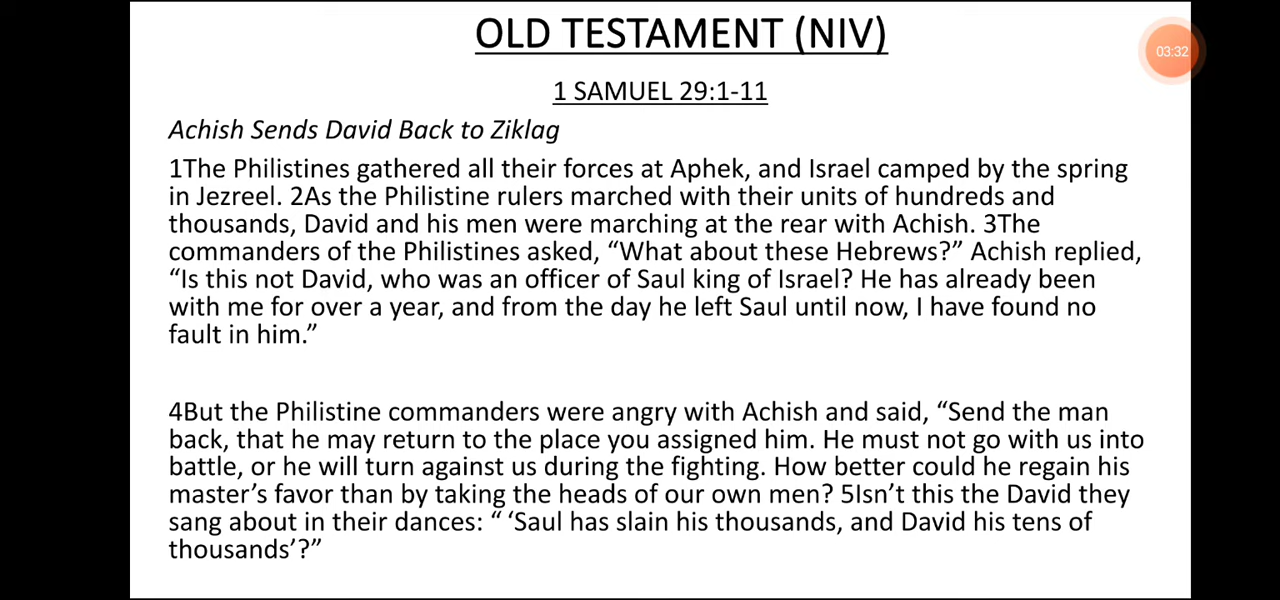 OLD TESTAMENT (NIV)
03:32
1 SAMUEL 29:1-11
Achish Sends David Back to Ziklag
1The Philistines gathered all their forces at Aphek, and Israel camped by the spring
in Jezreel. 2As the Philistine rulers marched with their units of hundreds and
thousands, David and his men were marching at the rear with Achish. 3The
commanders of the Philistines asked, “What about these Hebrews?” Achish replied,
“Is this not David, who was an officer of Saul king of Israel? He has already been
with me for over a year, and from the day he left Saul until now, I have found no
fault in him.”
4But the Philistine commanders were angry with Achish and said, “Send the man
back, that he may return to the place you assigned him. He must not go with us into
battle, or he will turn against us during the fighting. How better could he regain his
master’s favor than by taking the heads of our own men? 5Isn’t this the David they
sang about in their dances: “ ‘Saul has slain his thousands, and David his tens of
thousands’?”